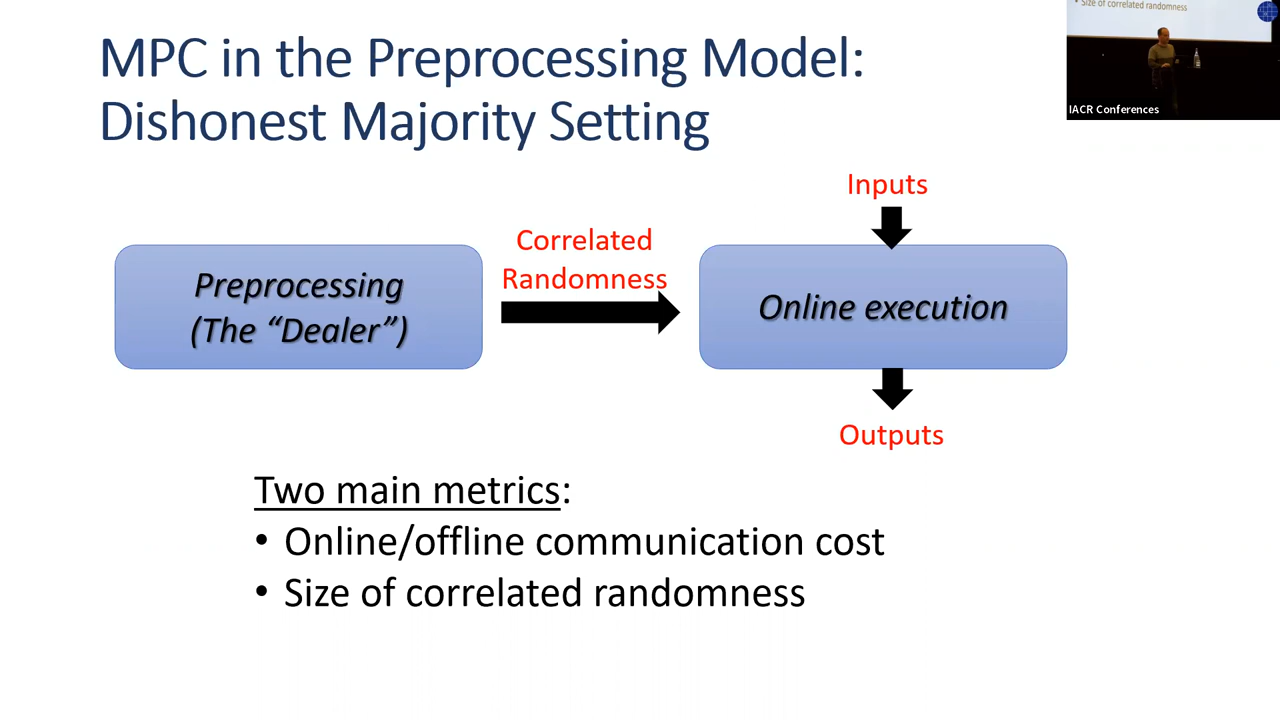 MPC in the Preprocessing Model:
Dishonest Majority Setting
Size of correlated randomness
IACR Conferences
Inputs
Correlated
Randomness
Preprocessing
(The “Dealer”)
Online execution
Outputs
Two main metrics:
• Online/offline communication cost
• Size of correlated randomness